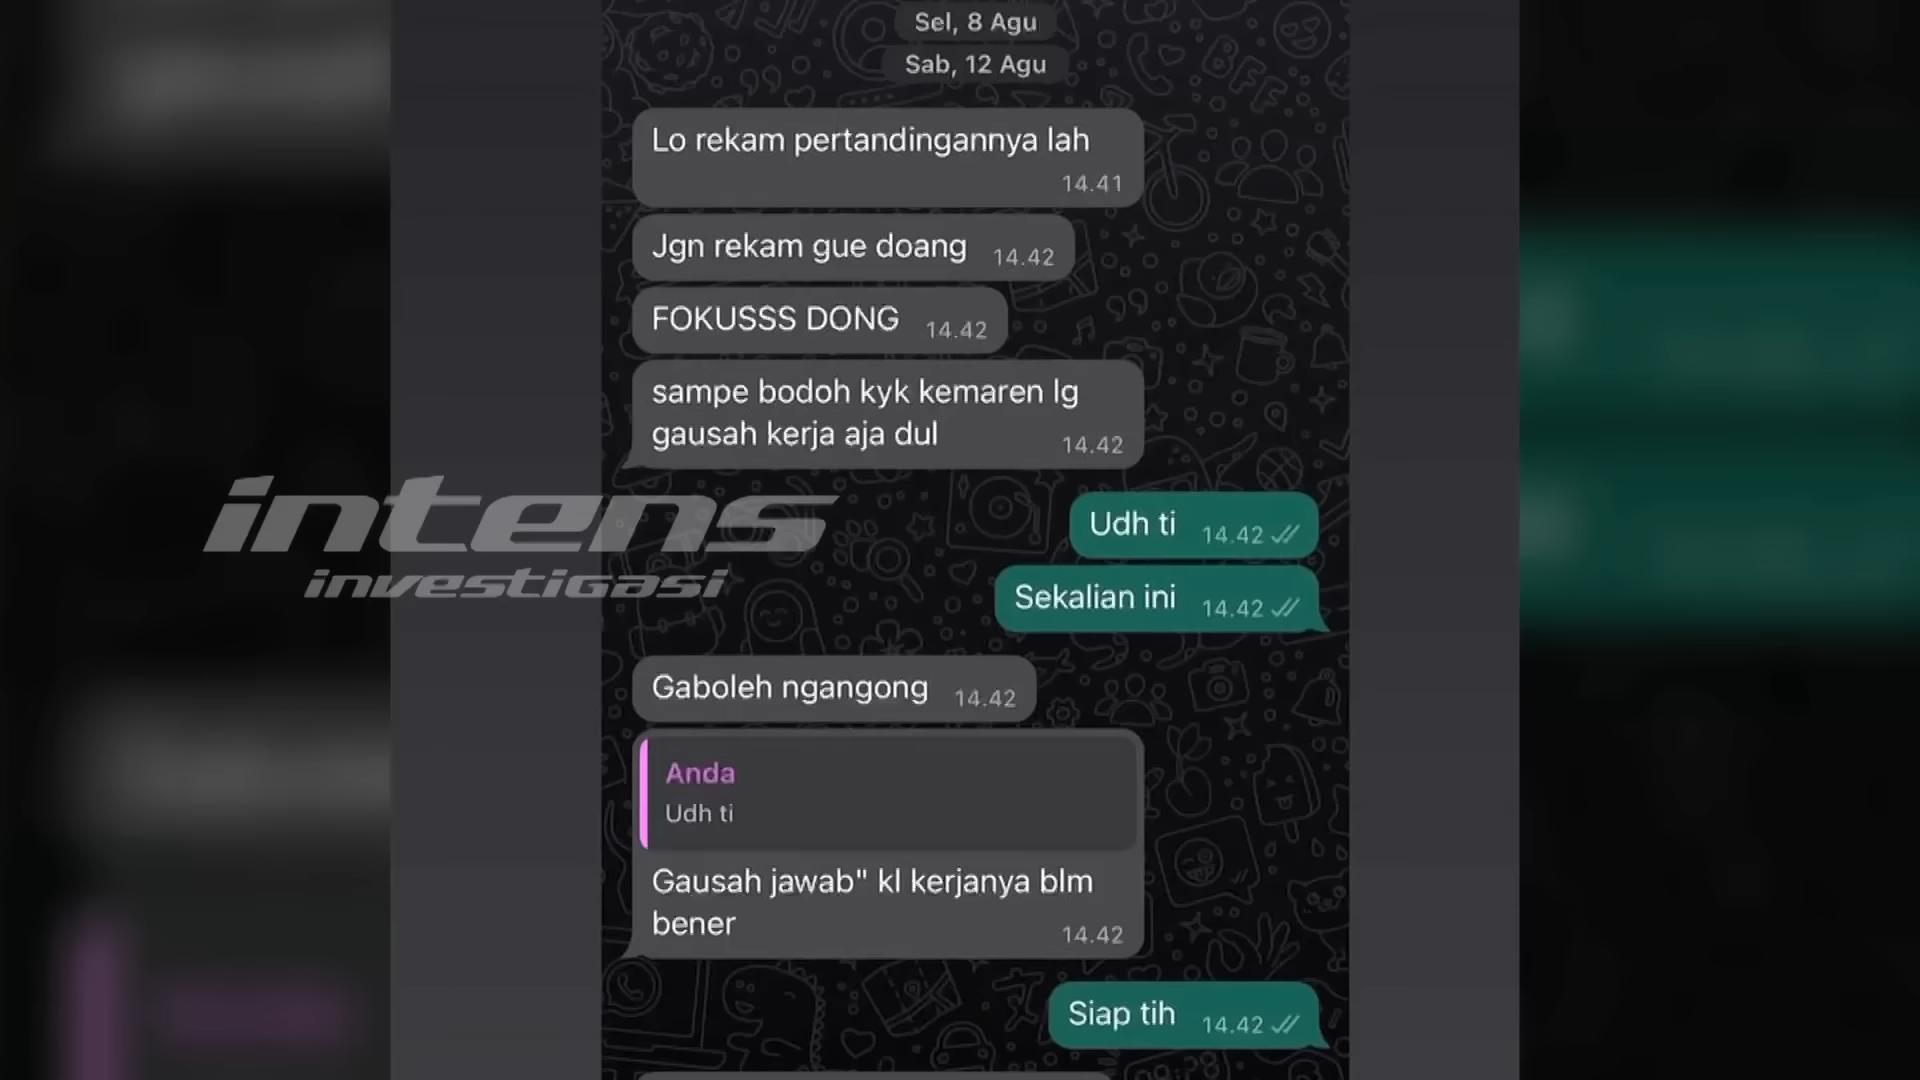 Sel, 8 Agu
Sab, 12 Agu
Lo rekam pertandingannya lah
14.41
Jgn rekam gue doang 14.42
FOKUSSS DONG 14.42
sampe bodoh kyk kemaren lg
gausah kerja aja dul 14.42
intens
investigasi
Udh ti 14.42
Sekalian ini 14.42
Gaboleh ngangong 14.42
Anda
Udh ti
Gausah jawab" kl kerjanya blm
bener 14.42
Siap tih 14.42